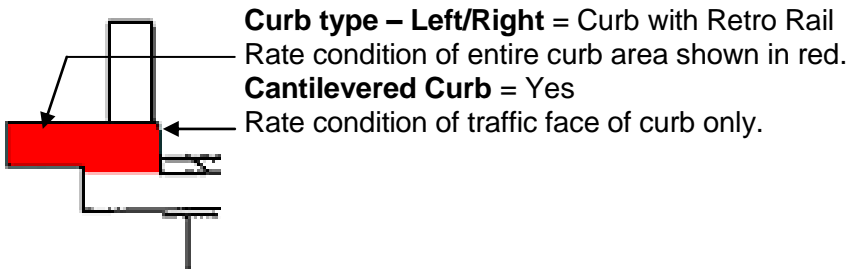 Curb type – Left/Right = Curb with Retro Rail
Rate condition of entire curb area shown in red.
Cantilevered Curb = Yes
Rate condition of traffic face of curb only.